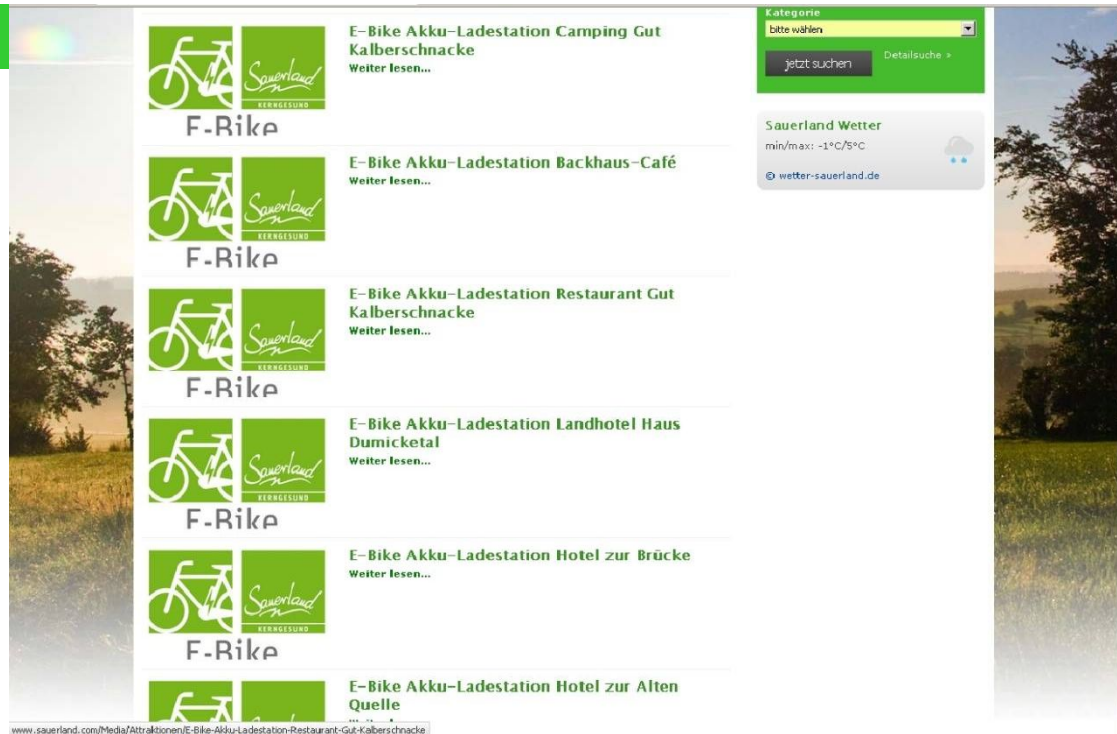 E-Bike Akku-Ladestation Camping Gut
Kalberschnacke
Weiter lesen...
Sauerland
KERNGESUND
E-Bike
E-Bike Akku-Ladestation Backhaus-Café
Weiter lesen...
Sauerland
KERNGESUND
E-Bike
E-Bike Akku-Ladestation Restaurant Gut
Kalberschnacke
Weiter lesen...
Sauerland
KERNGESUND
E-Bike
E-Bike Akku-Ladestation Landhotel Haus
Dumicketal
Weiter lesen...
Sauerland
KERNGESUND
E-Bike
E-Bike Akku-Ladestation Hotel zur Brücke
Weiter lesen...
Sauerland
KERNGESUND
E-Bike
E-Bike Akku-Ladestation Hotel zur Alten
Quelle
Sauerland
www.sauerland.com/Media/Attraktionen/E-Bike-Akku-Ladestation-Restaurant-Gut-Kalberschnacke
Kategorie
bitte wählen
jetzt suchen
Detailsuche »
Sauerland Wetter
min/max: -1°C/5°C
© wetter-sauerland.de